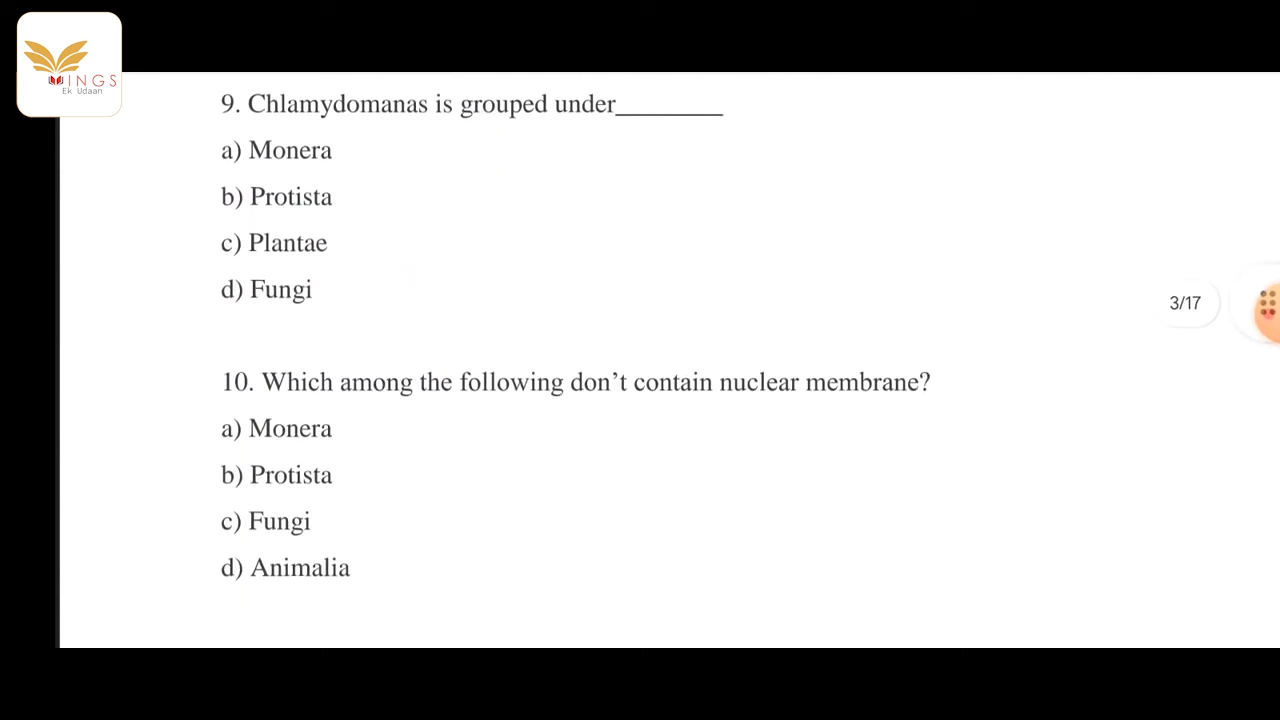 WINGS
Ek Udaan
9. Chlamydomanas is grouped under________
a) Monera
b) Protista
c) Plantae
d) Fungi
3/17
10. Which among the following don’t contain nuclear membrane?
a) Monera
b) Protista
c) Fungi
d) Animalia